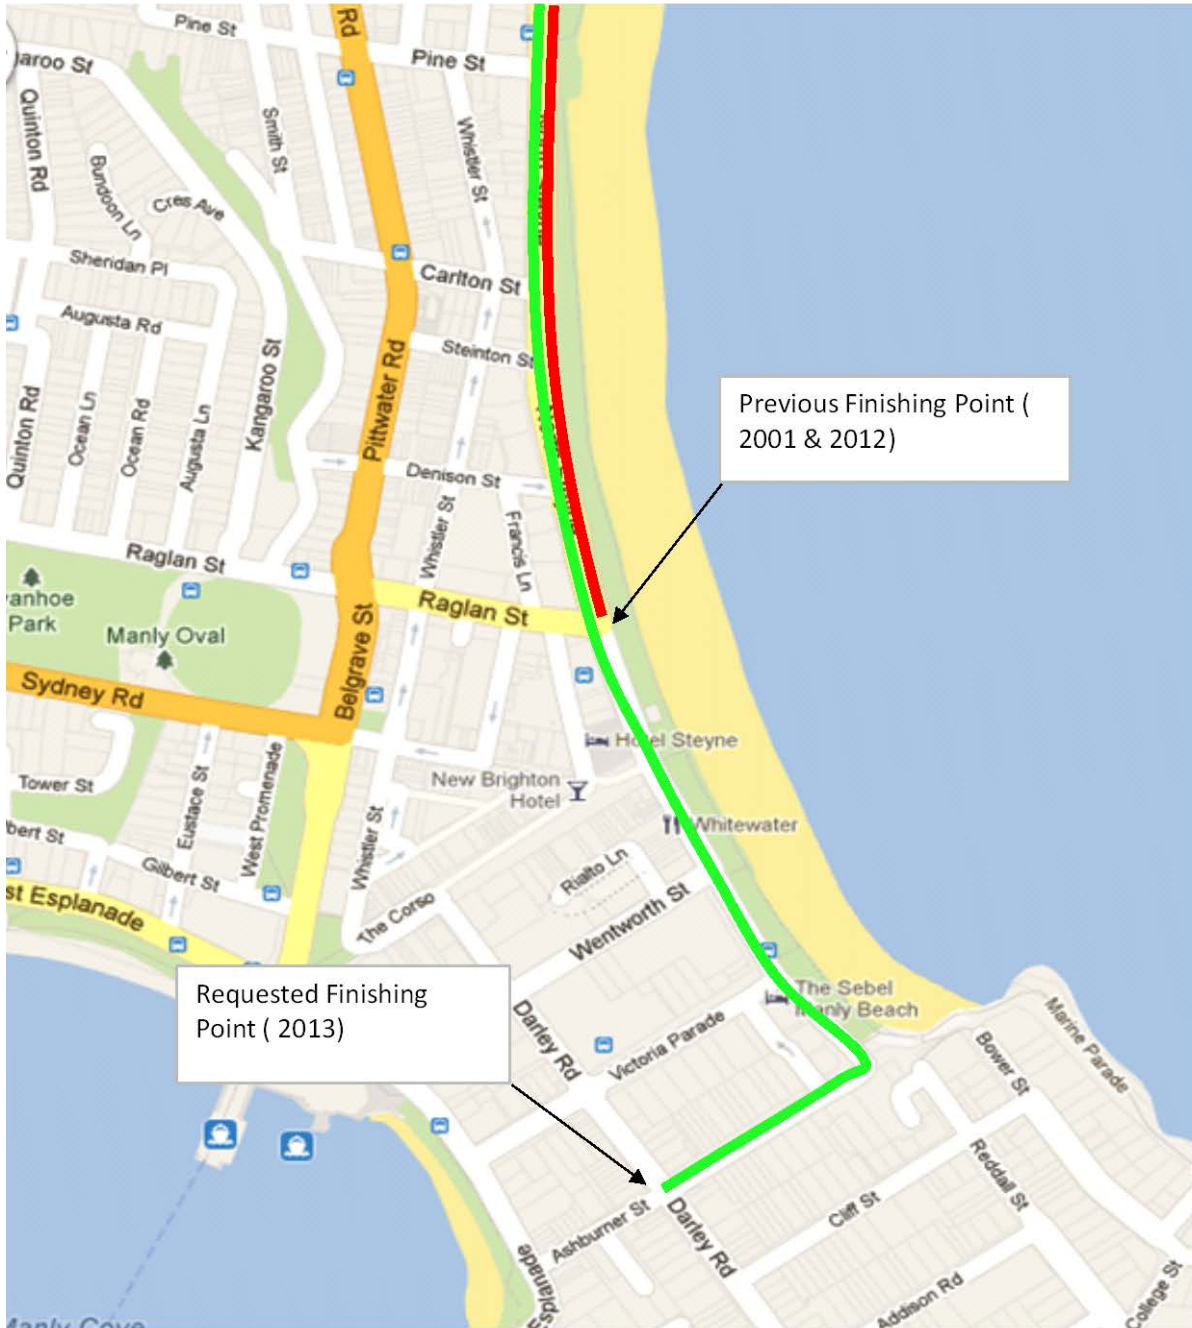 Pine St
Rd
Pine St
aroo St
Quinton Rd
Bundoon Ln
Smith St
Whistler St
Cres Ave
Sheridan Pl
Carlton St
Augusta Rd
Steinton St
Quinton Rd
Ocean Ln
Ocean Rd
Augusta Ln
Kangaroo St
Pittwater Rd
Previous Finishing Point (
2001 & 2012)
Denison St
Whistler St
Francis Ln
Raglan St
Raglan St
vanhoe
Park
Manly Oval
Belgrave St
Sydney Rd
Hotel Steyne
New Brighton
Hotel
Tower St
Eustace St
West Promenade
Whistler St
Whitewater
bert St
Gilbert St
Rialto Ln
st Esplanade
The Corso
Wentworth St
Requested Finishing
Point ( 2013)
The Sebel
Manly Beach
Darley Rd
Victoria Parade
Bower St
Marine Parade
Reddall St
Cliff St
Ashburner St
Darley Rd
splanade
Addison Rd
College St
Manly Cove